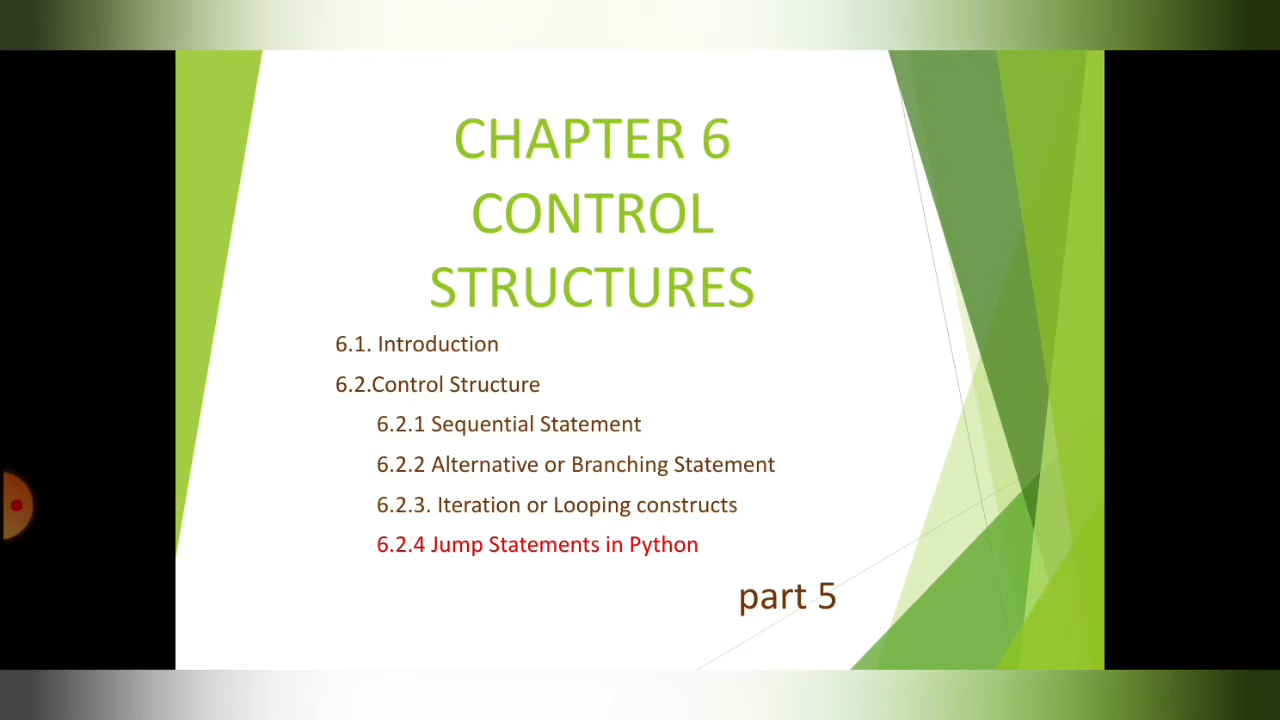 CHAPTER 6
CONTROL
STRUCTURES
6.1. Introduction
6.2.Control Structure
6.2.1 Sequential Statement
6.2.2 Alternative or Branching Statement
6.2.3. Iteration or Looping constructs
6.2.4 Jump Statements in Python
part 5